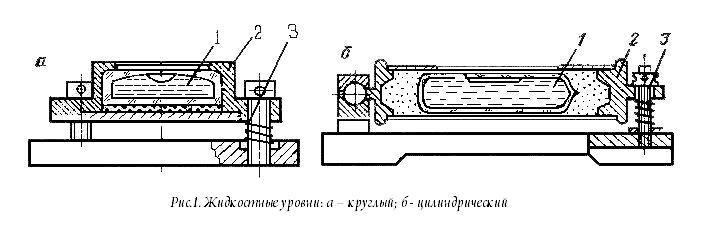 а 1 2 3
б 1 2 3
Рис.1. Жидкостные уровни: а – круглый; б - цилиндрический